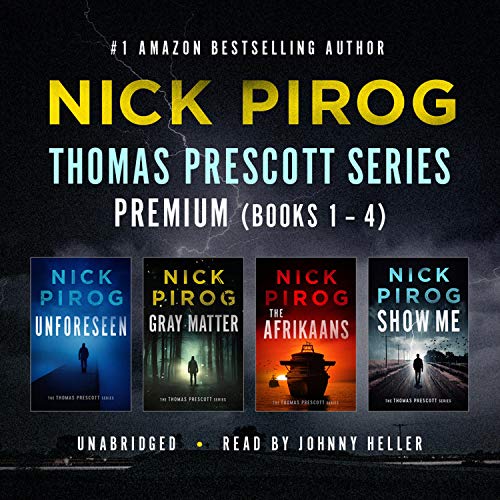 #1 AMAZON BESTSELLING AUTHOR
NICK PIROG
THOMAS PRESCOTT SERIES
PREMIUM (BOOKS 1 – 4)
NICK
PIROG
UNFORESEEN
THE THOMAS PRESCOTT SERIES
NICK
PIROG
GRAY MATTER
THE THOMAS PRESCOTT SERIES
NICK
PIROG
THE
AFRIKAANS
THE THOMAS PRESCOTT SERIES
NICK
PIROG
SHOW ME
THE THOMAS PRESCOTT SERIES
UNABRIDGED • READ BY JOHNNY HELLER